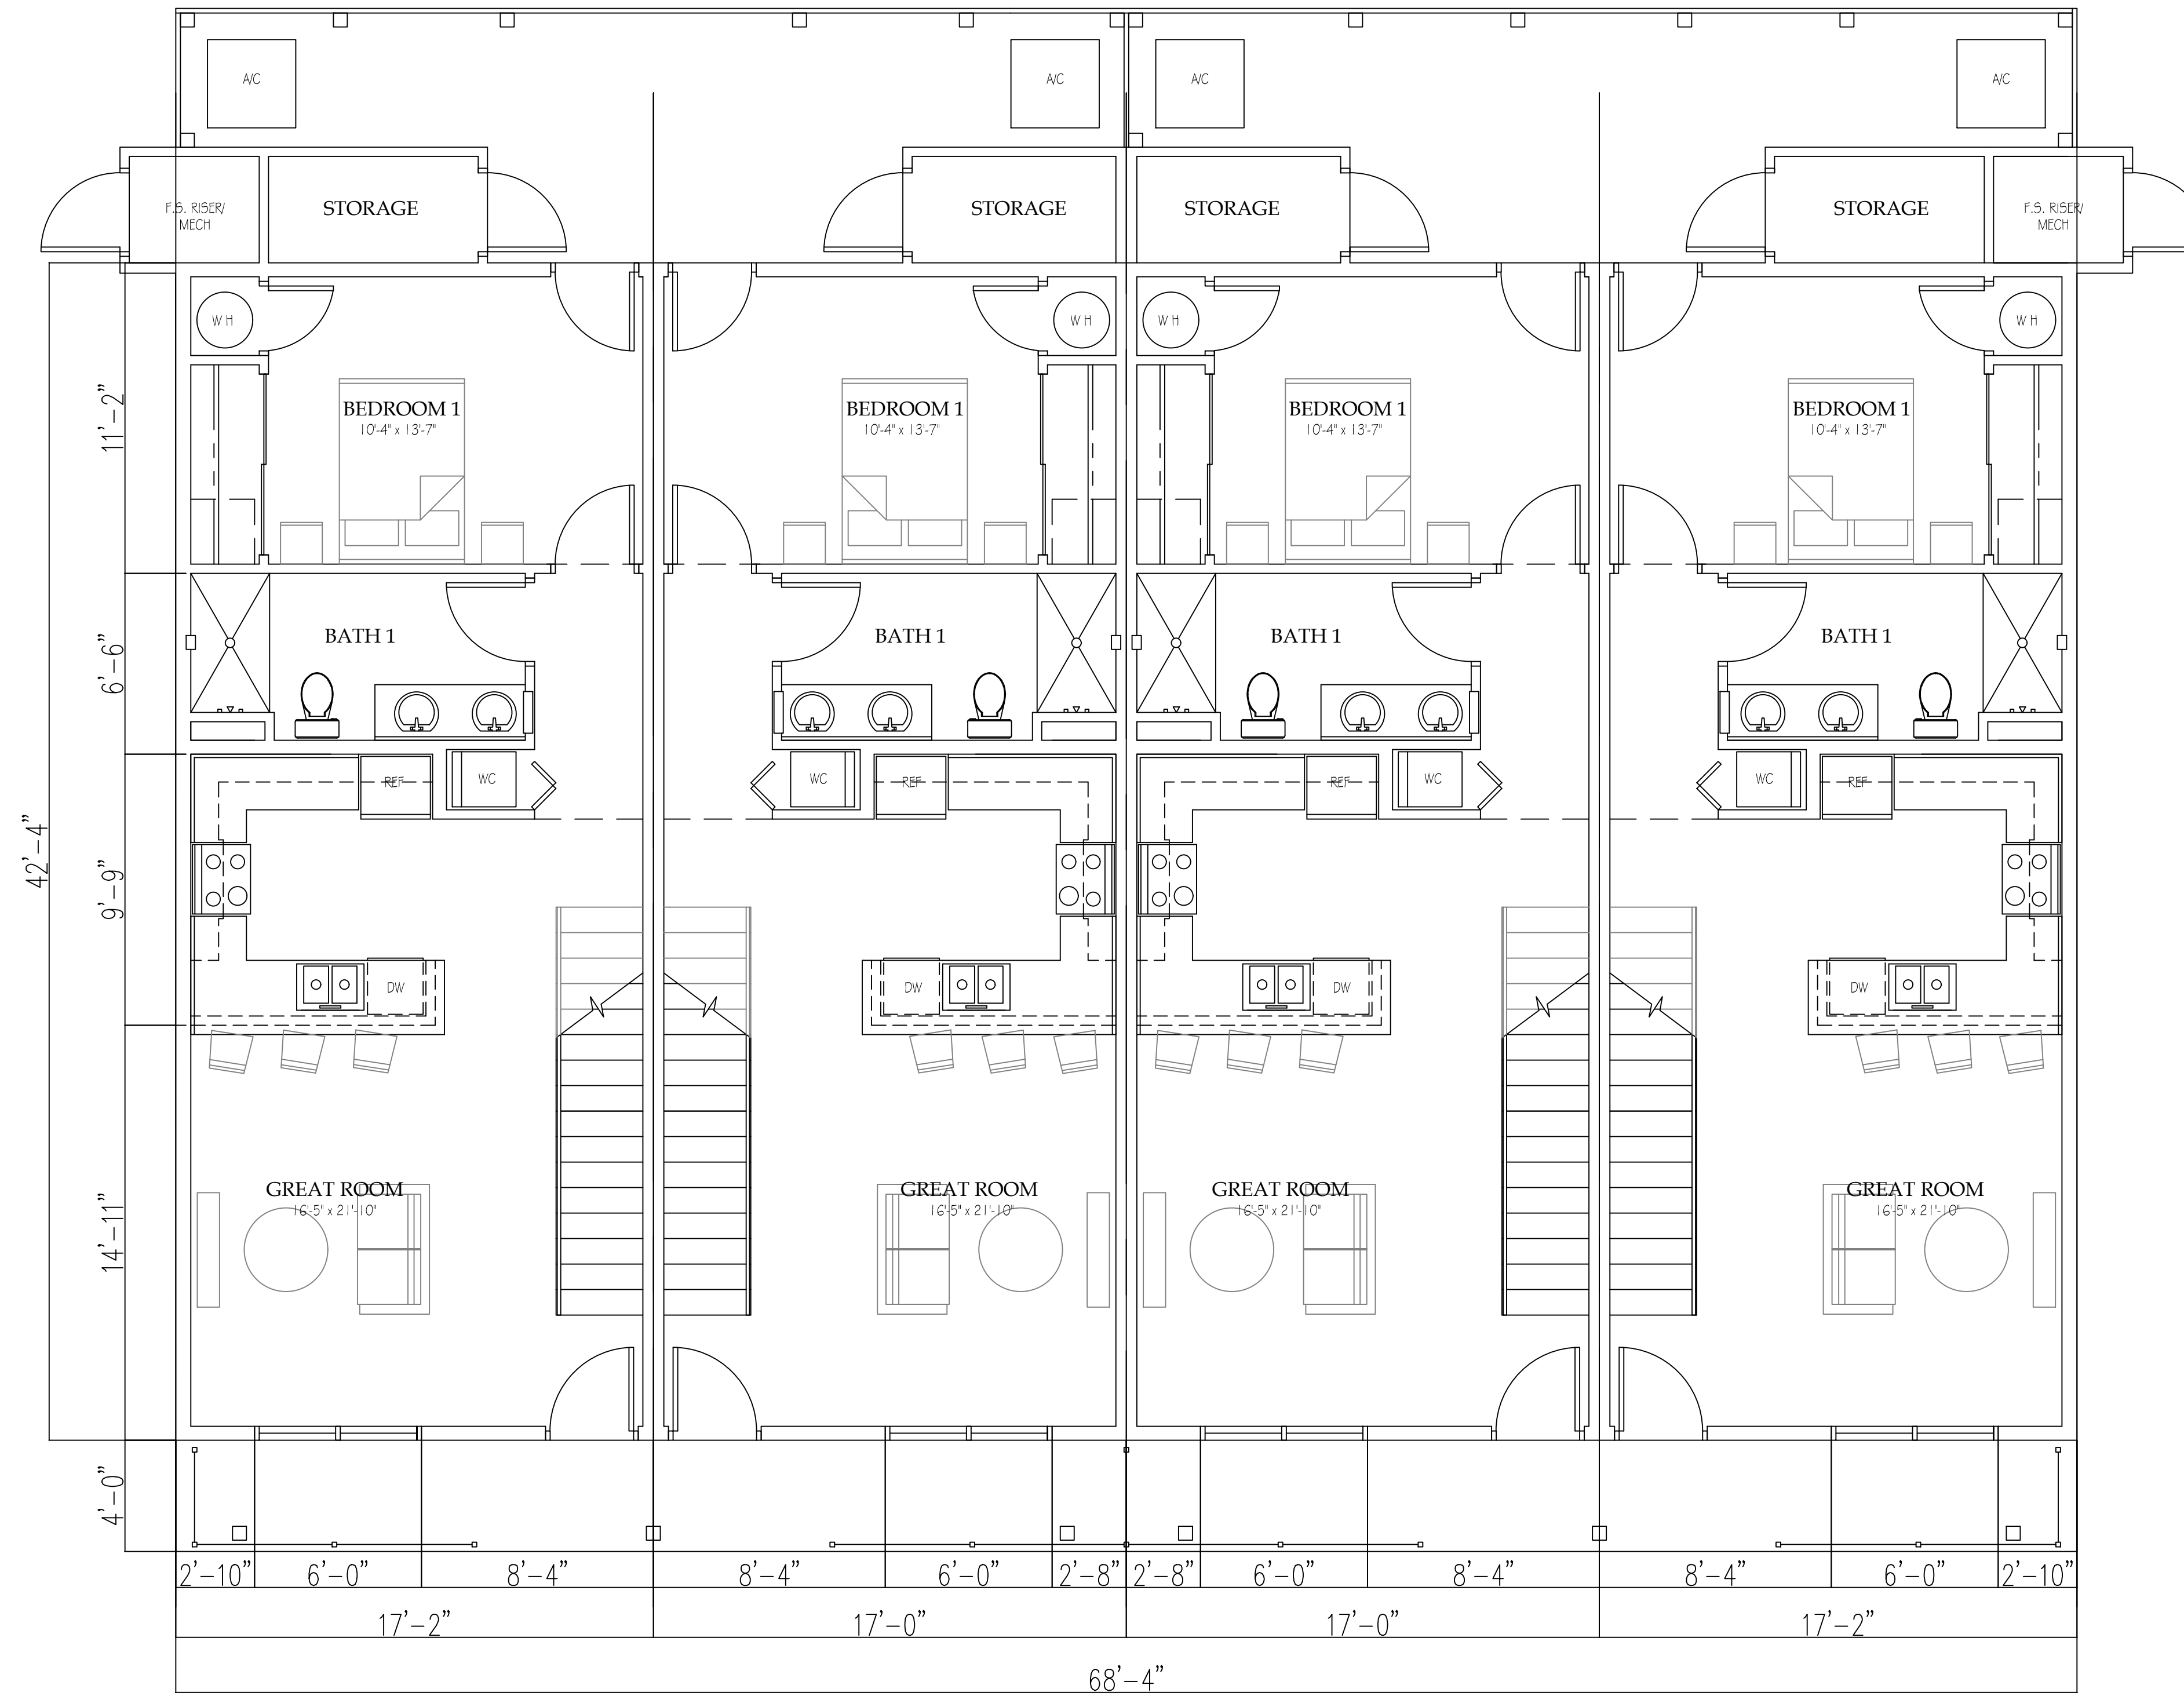 A/C
A/C
A/C
A/C
F.S. RISER/
MECH
STORAGE
STORAGE
STORAGE
STORAGE
F.S. RISER/
MECH
W H
W H
W H
W H
11'-2"
BEDROOM 1
10'-4" x 13'-7"
BEDROOM 1
10'-4" x 13'-7"
BEDROOM 1
10'-4" x 13'-7"
BEDROOM 1
10'-4" x 13'-7"
6'-6"
BATH 1
BATH 1
BATH 1
BATH 1
REF
WC
WC
REF
REF
WC
WC
REF
42'-4"
9'-9"
DW
DW
DW
DW
14'-11"
GREAT ROOM
16'-5" x 21'-10"
GREAT ROOM
16'-5" x 21'-10"
GREAT ROOM
16'-5" x 21'-10"
GREAT ROOM
16'-5" x 21'-10"
4'-0"
2'-10"
6'-0"
8'-4"
8'-4"
6'-0"
2'-8"
2'-8"
6'-0"
8'-4"
8'-4"
6'-0"
2'-10"
17'-2"
17'-0"
17'-0"
17'-2"
68'-4"